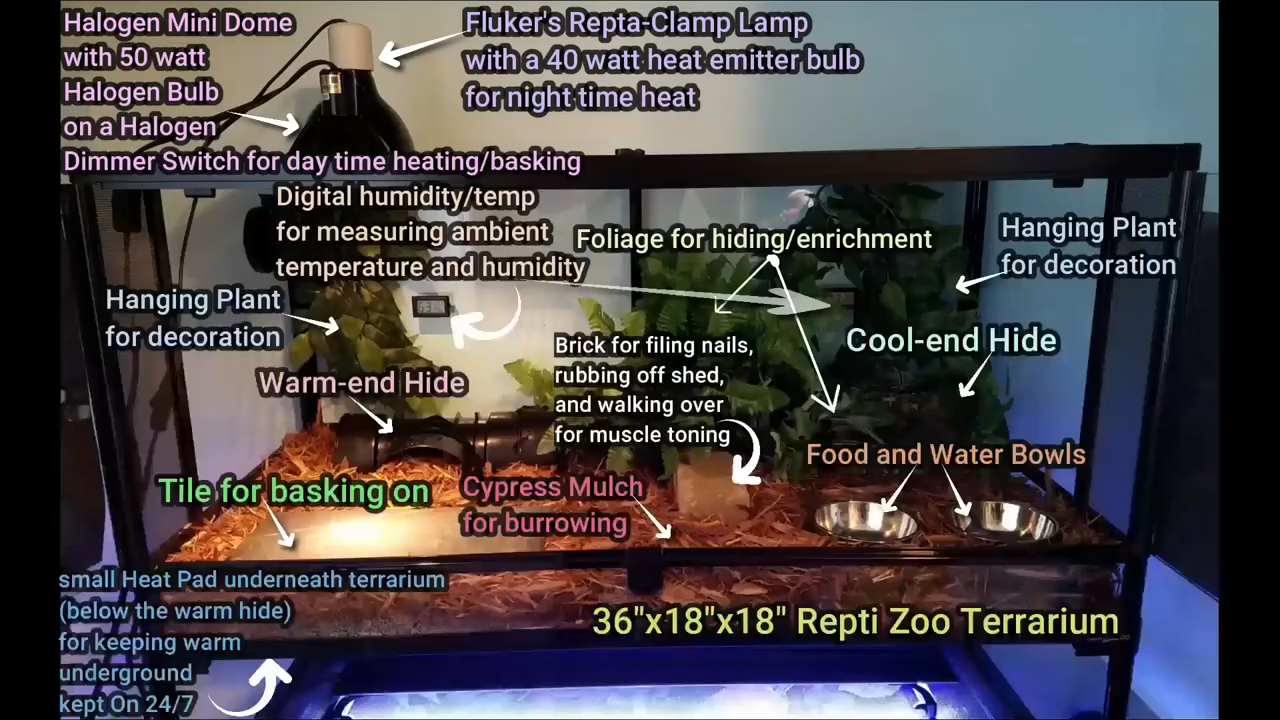 Halogen Mini Dome
with 50 watt
Halogen Bulb
on a Halogen
Dimmer Switch for day time heating/basking
Fluker's Repta-Clamp Lamp
with a 40 watt heat emitter bulb
for night time heat
Digital humidity/temp
for measuring ambient
temperature and humidity
Foliage for hiding/enrichment
Hanging Plant
for decoration
Hanging Plant
for decoration
Brick for filing nails,
rubbing off shed,
and walking over
for muscle toning
Cool-end Hide
Warm-end Hide
Food and Water Bowls
Tile for basking on
Cypress Mulch
for burrowing
small Heat Pad underneath terrarium
(below the warm hide)
for keeping warm
underground
kept On 24/7
36"x18"x18" Repti Zoo Terrarium